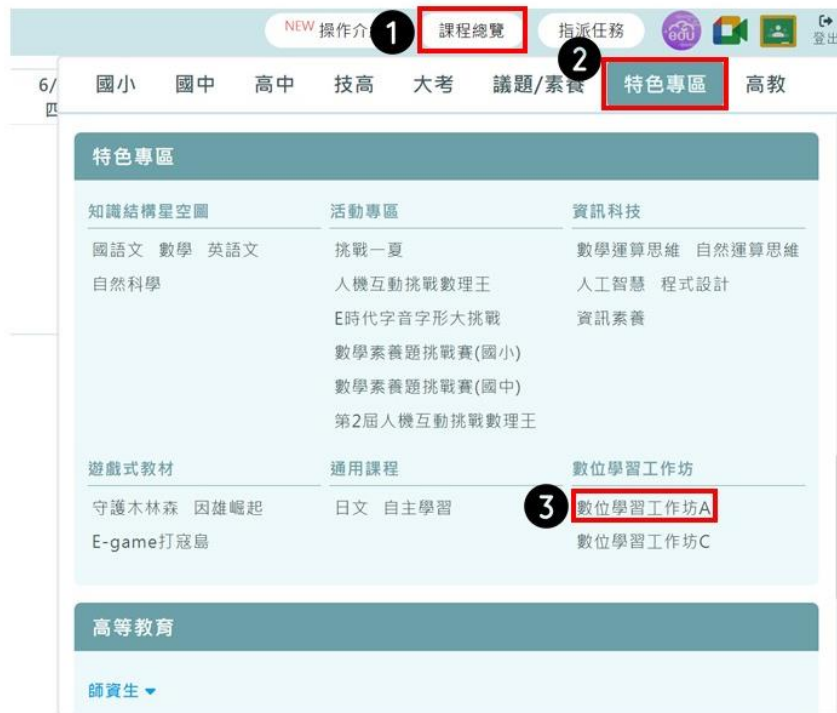 NEW 操作介 1 課程總覽 指派任務 edu 登出
2
6/ 國小 國中 高中 技高 大考 議題/素養 特色專區 高教
四
特色專區
知識結構星空圖 活動專區 資訊科技
國語文 數學 英語文 挑戰一夏 數學運算思維 自然運算思維
自然科學 人機互動挑戰數理王 人工智慧 程式設計
E時代字音字形大挑戰 資訊素養
數學素養題挑戰賽(國小)
數學素養題挑戰賽(國中)
第2屆人機互動挑戰數理王
遊戲式教材 通用課程 數位學習工作坊
守護木林森 因雄崛起 日文 自主學習 3 數位學習工作坊A
E-game打寇島 數位學習工作坊C
高等教育
師資生